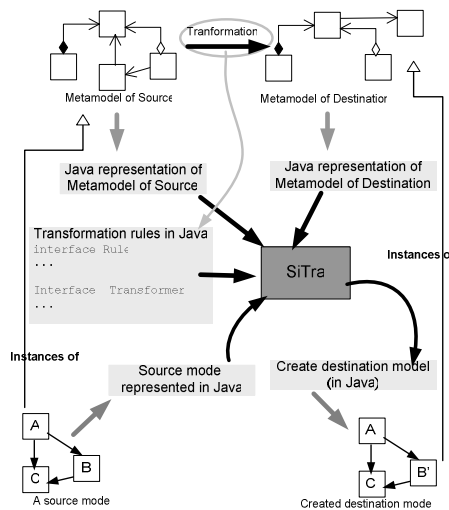 Tranformation
Metamodel of Source
Metamodel of Destination
Java representation of
Metamodel of Source
Java representation of
Metamodel of Destination
Transformation rules in Java
interface Rule
...
Interface Transformer
...
SiTra
Instances o
Instances of
Source mode
represented in Java
Create destination model
(in Java)
A
B
C
A source mode
A
B'
C
Created destination mode